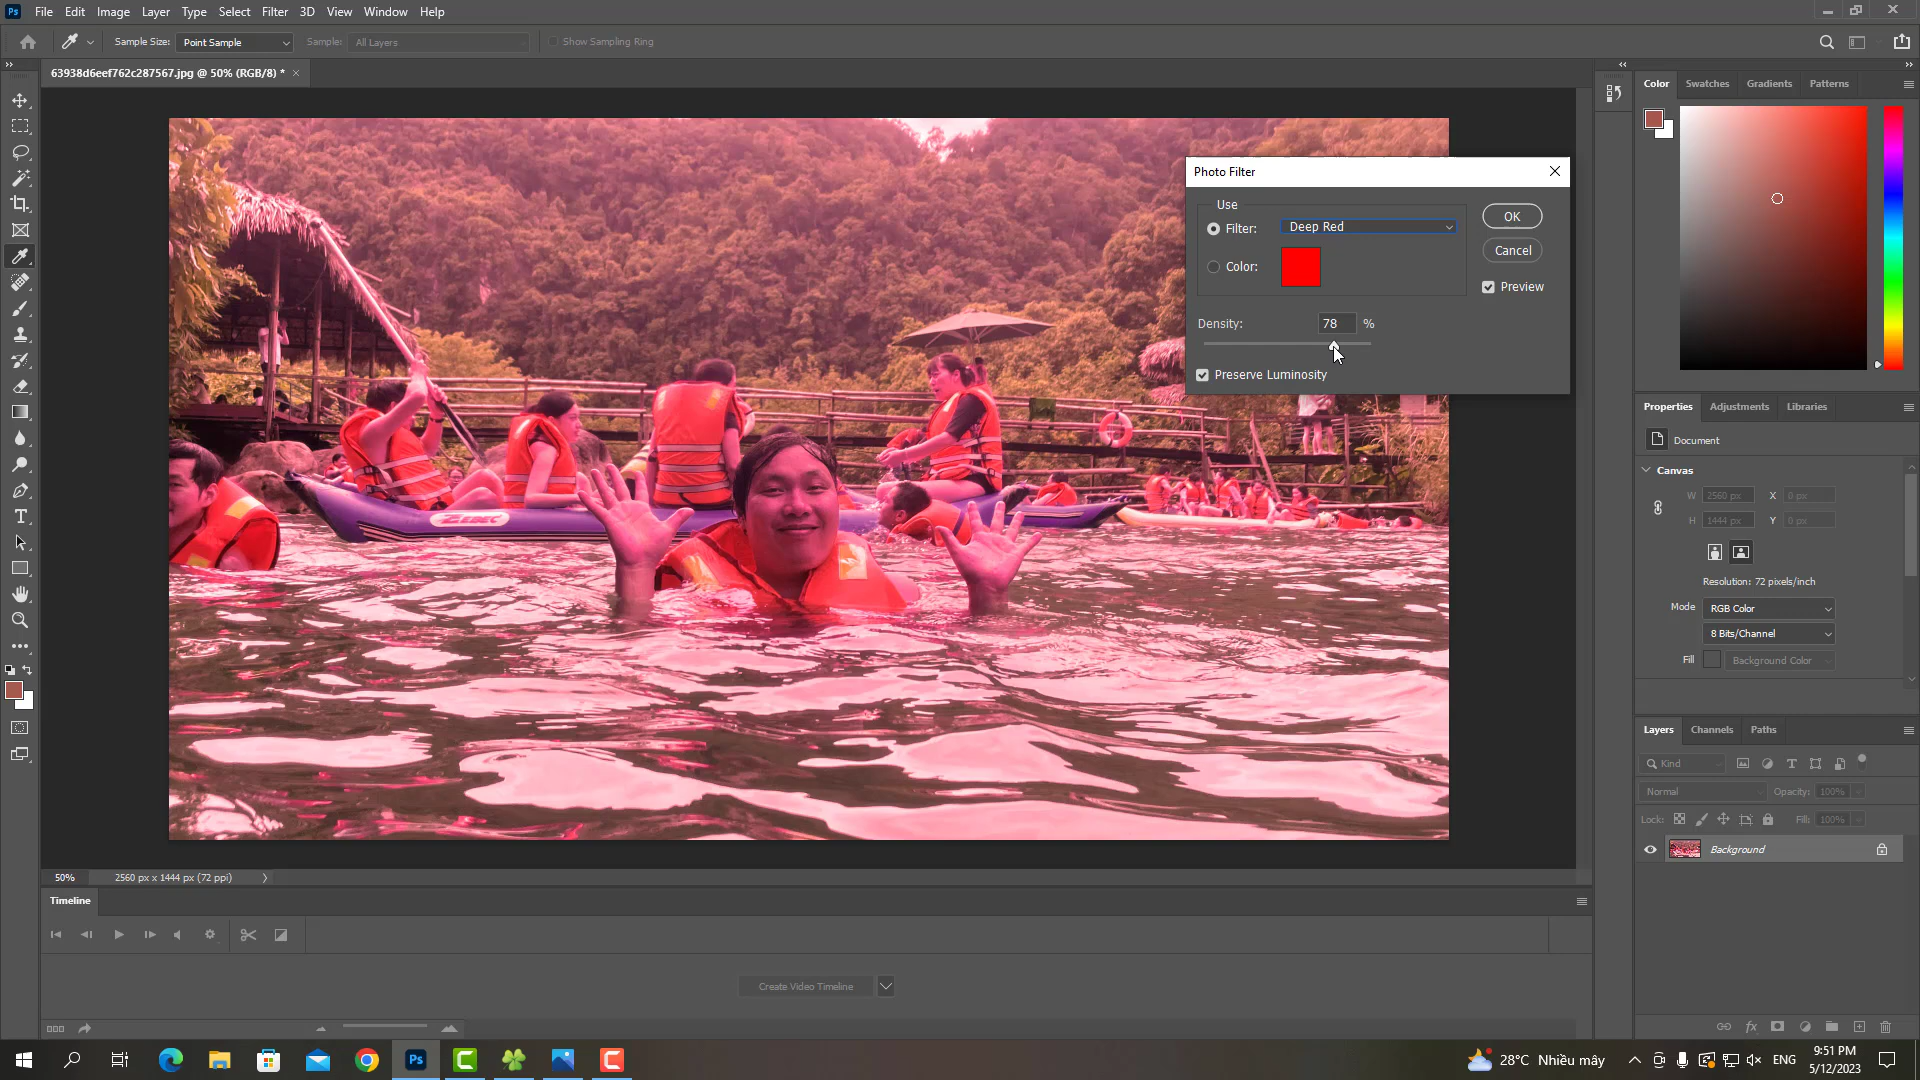 Ps File Edit Image Layer Type Select Filter 3D View Window Help
Sample Size: Point Sample Sample: All Layers Show Sampling Ring
63938d6eef762c287567.jpg @ 50% (RGB/8) * ×
Color Swatches Gradients Patterns
Photo Filter
Use
Filter: Deep Red
OK
Color:
Cancel
Preview
Density: 78 %
Preserve Luminosity
Properties Adjustments Libraries
Document
Canvas
W 2560 px X 0 px
H 1444 px Y 0 px
Resolution: 72 pixels/inch
Mode RGB Color
8 Bits/Channel
Fill Background Color
Layers Channels Paths
Kind
Normal Opacity: 100%
Lock: Fill: 100%
Background
50% 2560 px x 1444 px (72 ppi)
Timeline
Create Video Timeline
28°C Nhiều mây
ENG
9:51 PM
5/12/2023